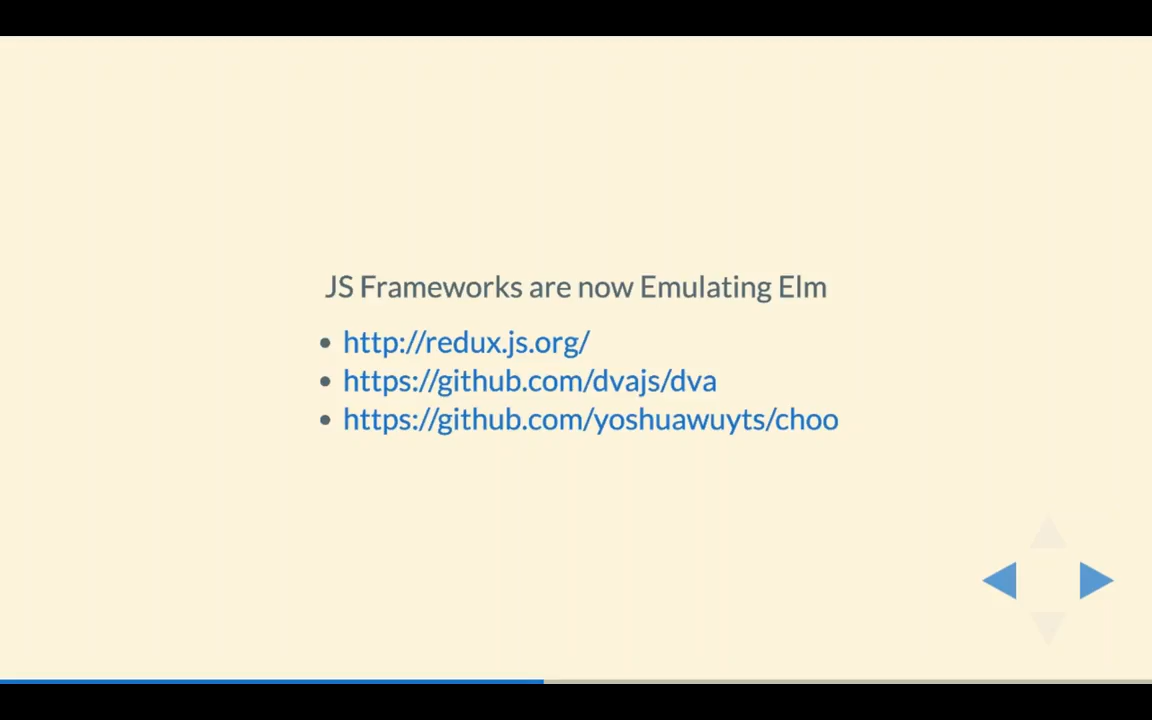 JS Frameworks are now Emulating Elm
http://redux.js.org/
https://github.com/dvajs/dva
https://github.com/yoshuawuyts/choo